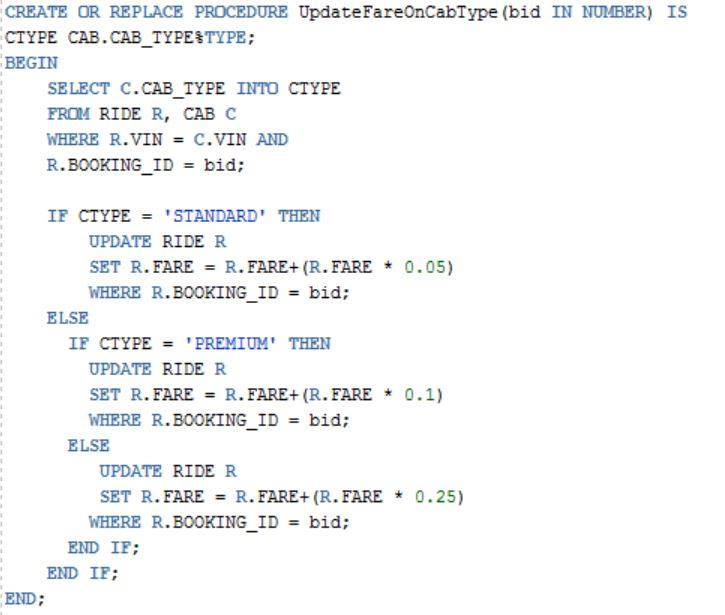 CREATE OR REPLACE PROCEDURE UpdateFareOnCabType(bid IN NUMBER) IS
CTYPE CAB.CAB_TYPE%TYPE;
BEGIN
    SELECT C.CAB_TYPE INTO CTYPE
    FROM RIDE R, CAB C
    WHERE R.VIN = C.VIN AND
    R.BOOKING_ID = bid;

    IF CTYPE = 'STANDARD' THEN
        UPDATE RIDE R
        SET R.FARE = R.FARE+(R.FARE * 0.05)
        WHERE R.BOOKING_ID = bid;
    ELSE
      IF CTYPE = 'PREMIUM' THEN
        UPDATE RIDE R
        SET R.FARE = R.FARE+(R.FARE * 0.1)
        WHERE R.BOOKING_ID = bid;
      ELSE
         UPDATE RIDE R
         SET R.FARE = R.FARE+(R.FARE * 0.25)
        WHERE R.BOOKING_ID = bid;
      END IF;
    END IF;
END;